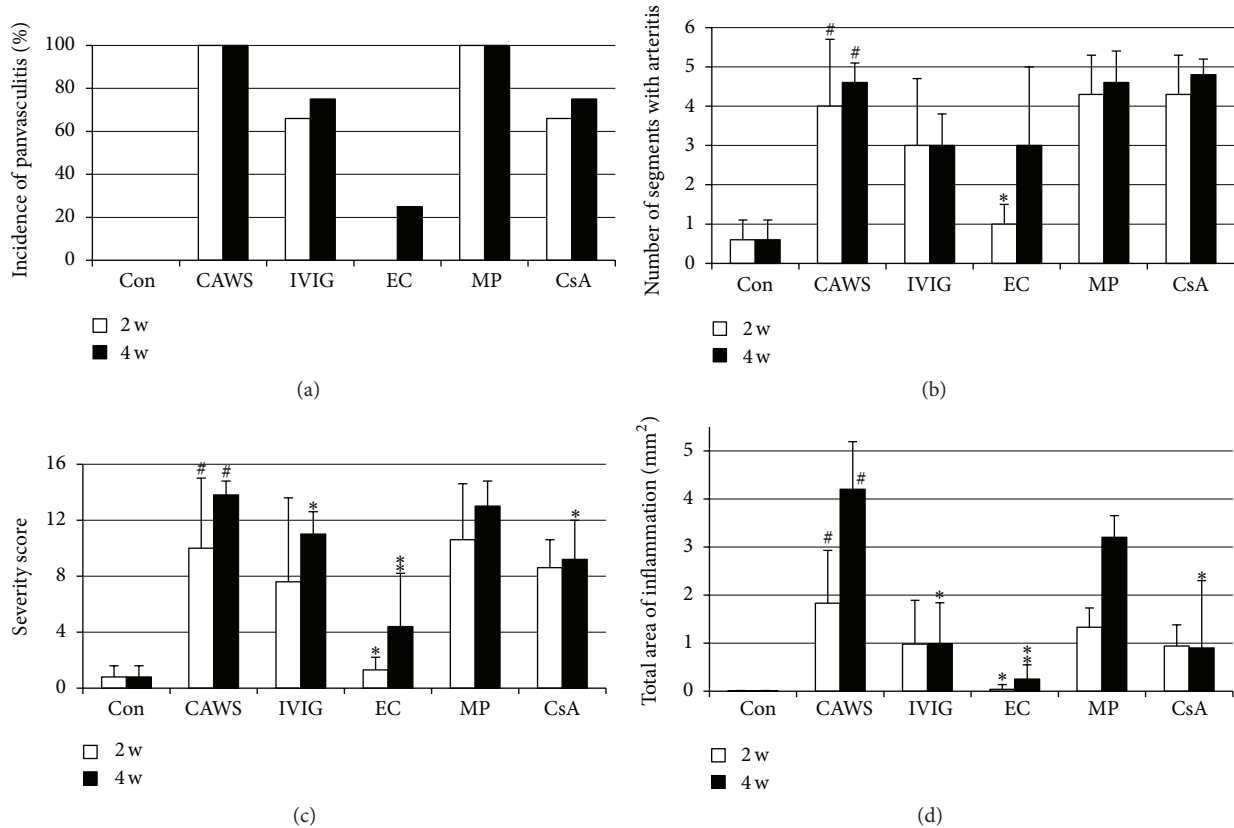 Incidence of panvasculitis (%)
100
80
60
40
20
0
Con CAWS IVIG EC MP CsA
2 w
4 w
(a)
Number of segments with arteritis
6
5
4
3
2
1
0
# # *
Con CAWS IVIG EC MP CsA
2 w
4 w
(b)
Severity score
16
12
8
4
0
# # * * ** *
Con CAWS IVIG EC MP CsA
2 w
4 w
(c)
Total area of inflammation (mm²)
5
4
3
2
1
0
# # * * ** *
Con CAWS IVIG EC MP CsA
2 w
4 w
(d)